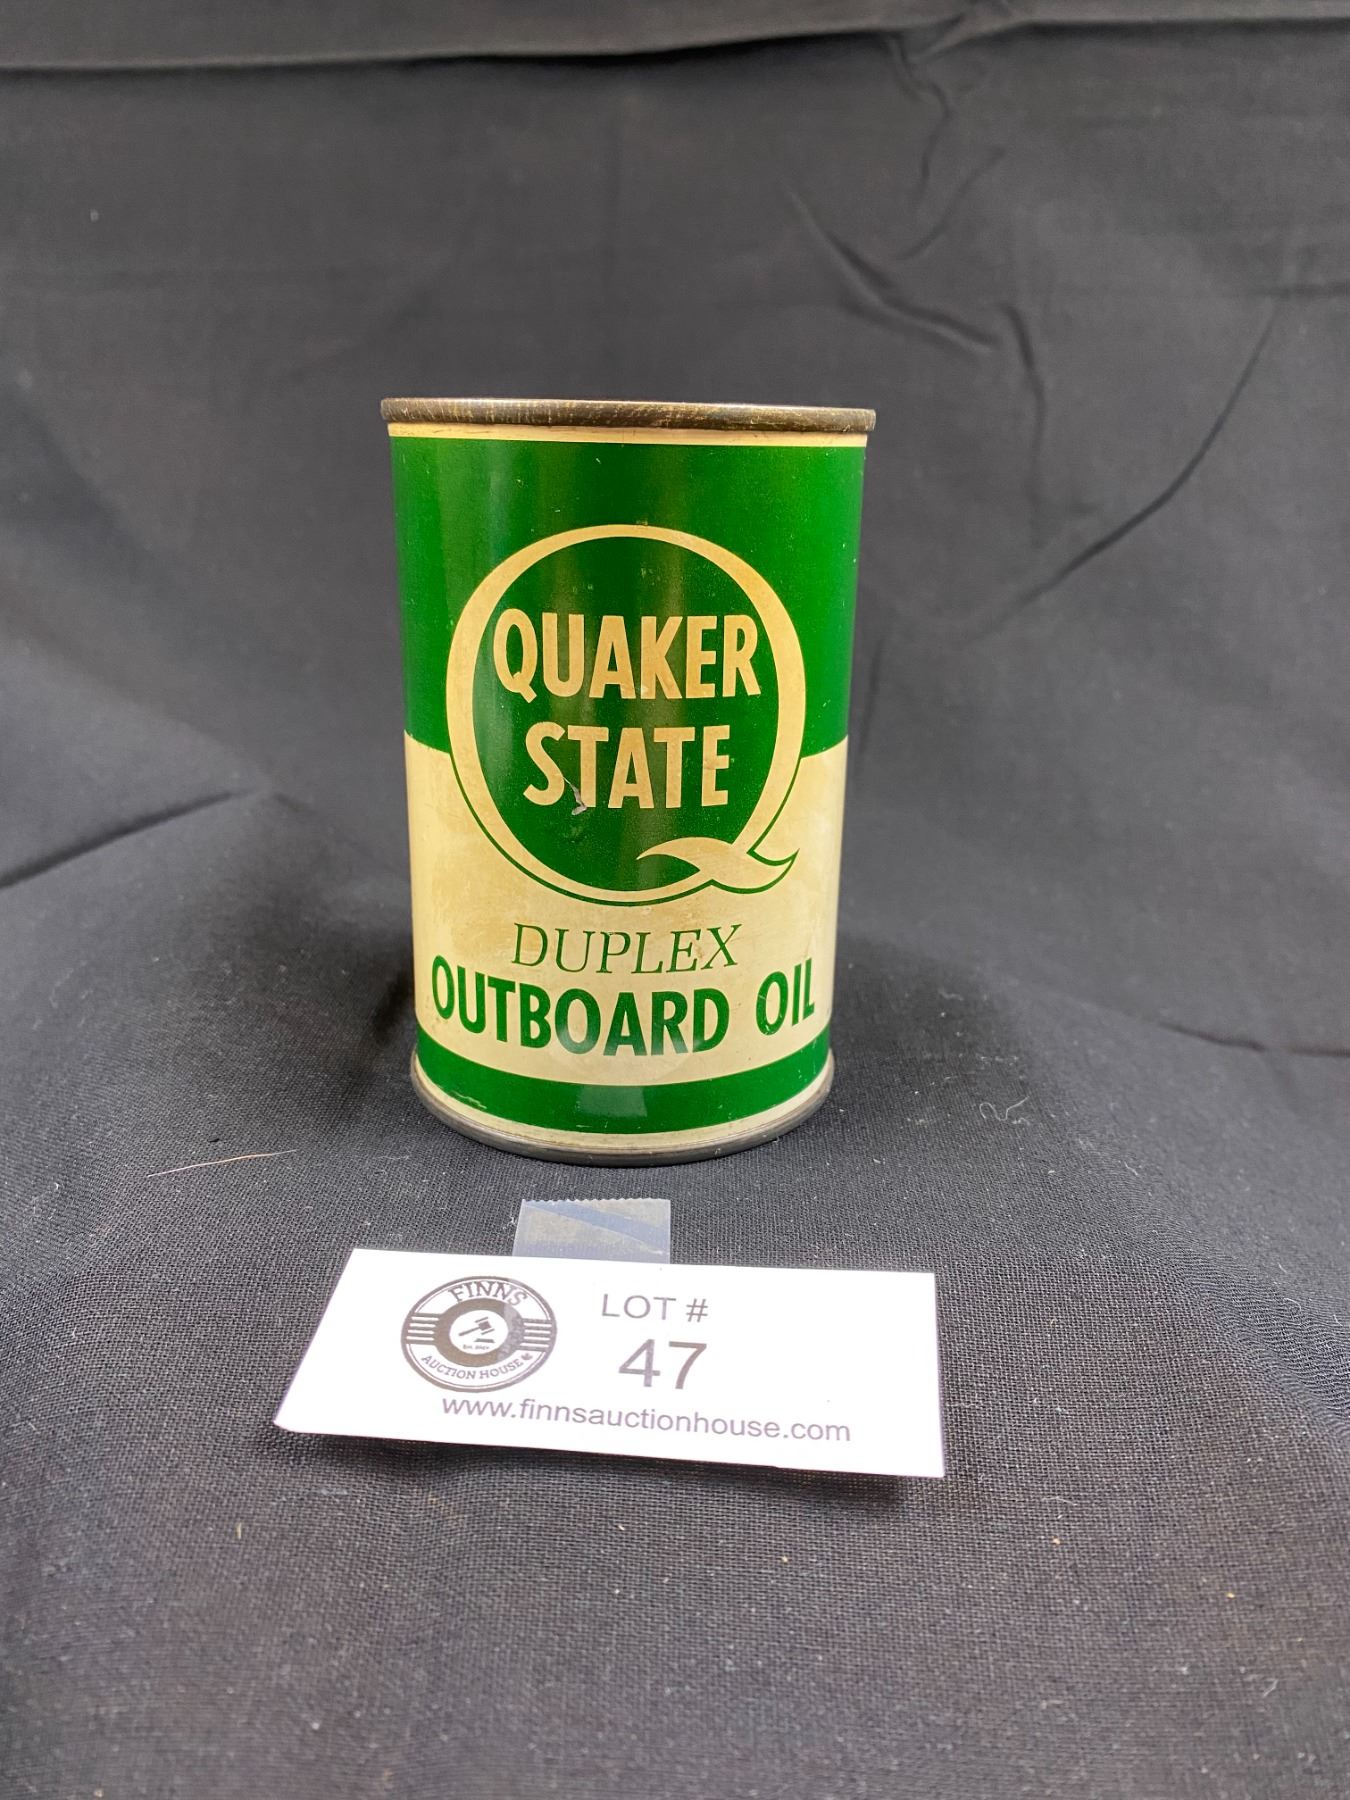 QUAKER
STATE
DUPLEX
OUTBOARD OIL
FINNS
AUCTION HOUSE
LOT #
47
www.finnsauctionhouse.com